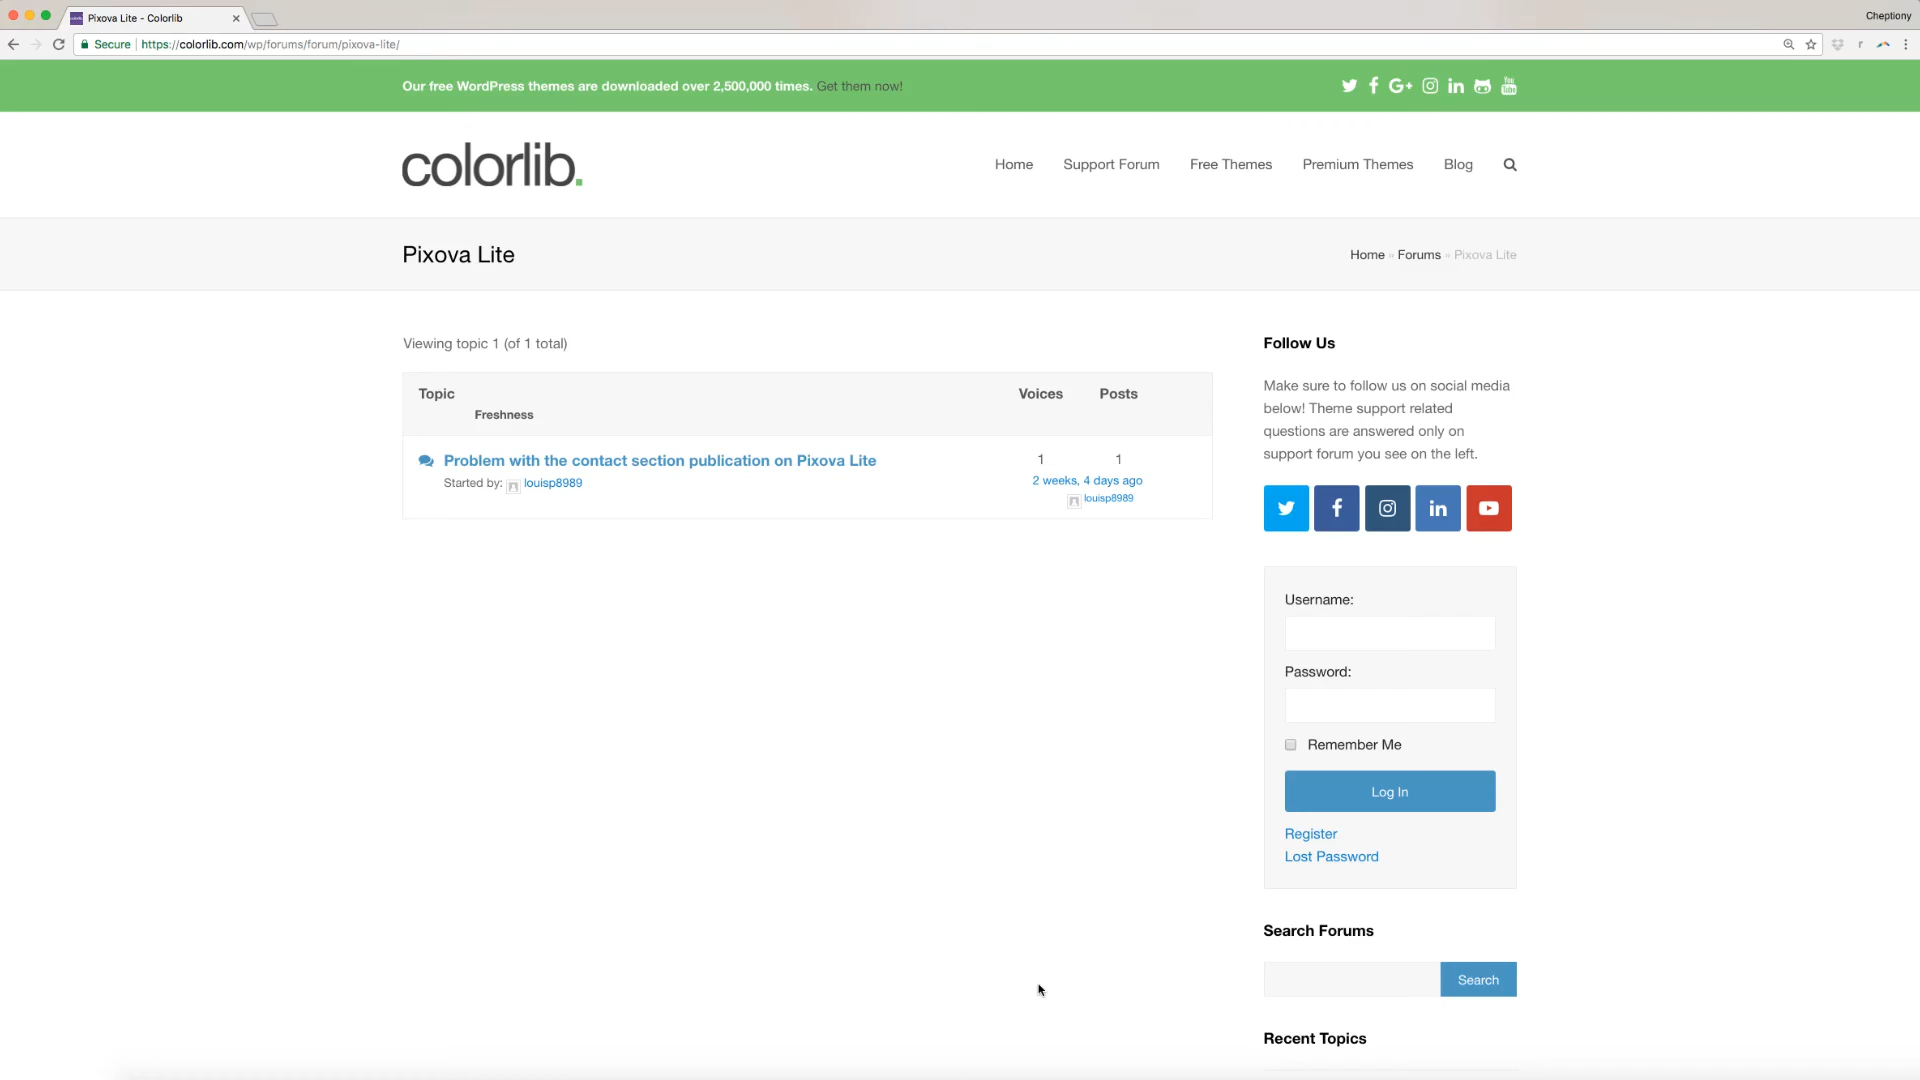 Pixova Lite - Colorlib
Cheptiony
Secure https://colorlib.com/wp/forums/forum/pixova-lite/
Our free WordPress themes are downloaded over 2,500,000 times. Get them now!
colorlib.
Home Support Forum Free Themes Premium Themes Blog
Pixova Lite
Home » Forums » Pixova Lite
Viewing topic 1 (of 1 total)
Topic Voices Posts
Freshness
Problem with the contact section publication on Pixova Lite 1 1
Started by: louisp8989
2 weeks, 4 days ago
louisp8989
Follow Us
Make sure to follow us on social media
below! Theme support related
questions are answered only on
support forum you see on the left.
Username:
Password:
Remember Me
Log In
Register
Lost Password
Search Forums
Search
Recent Topics